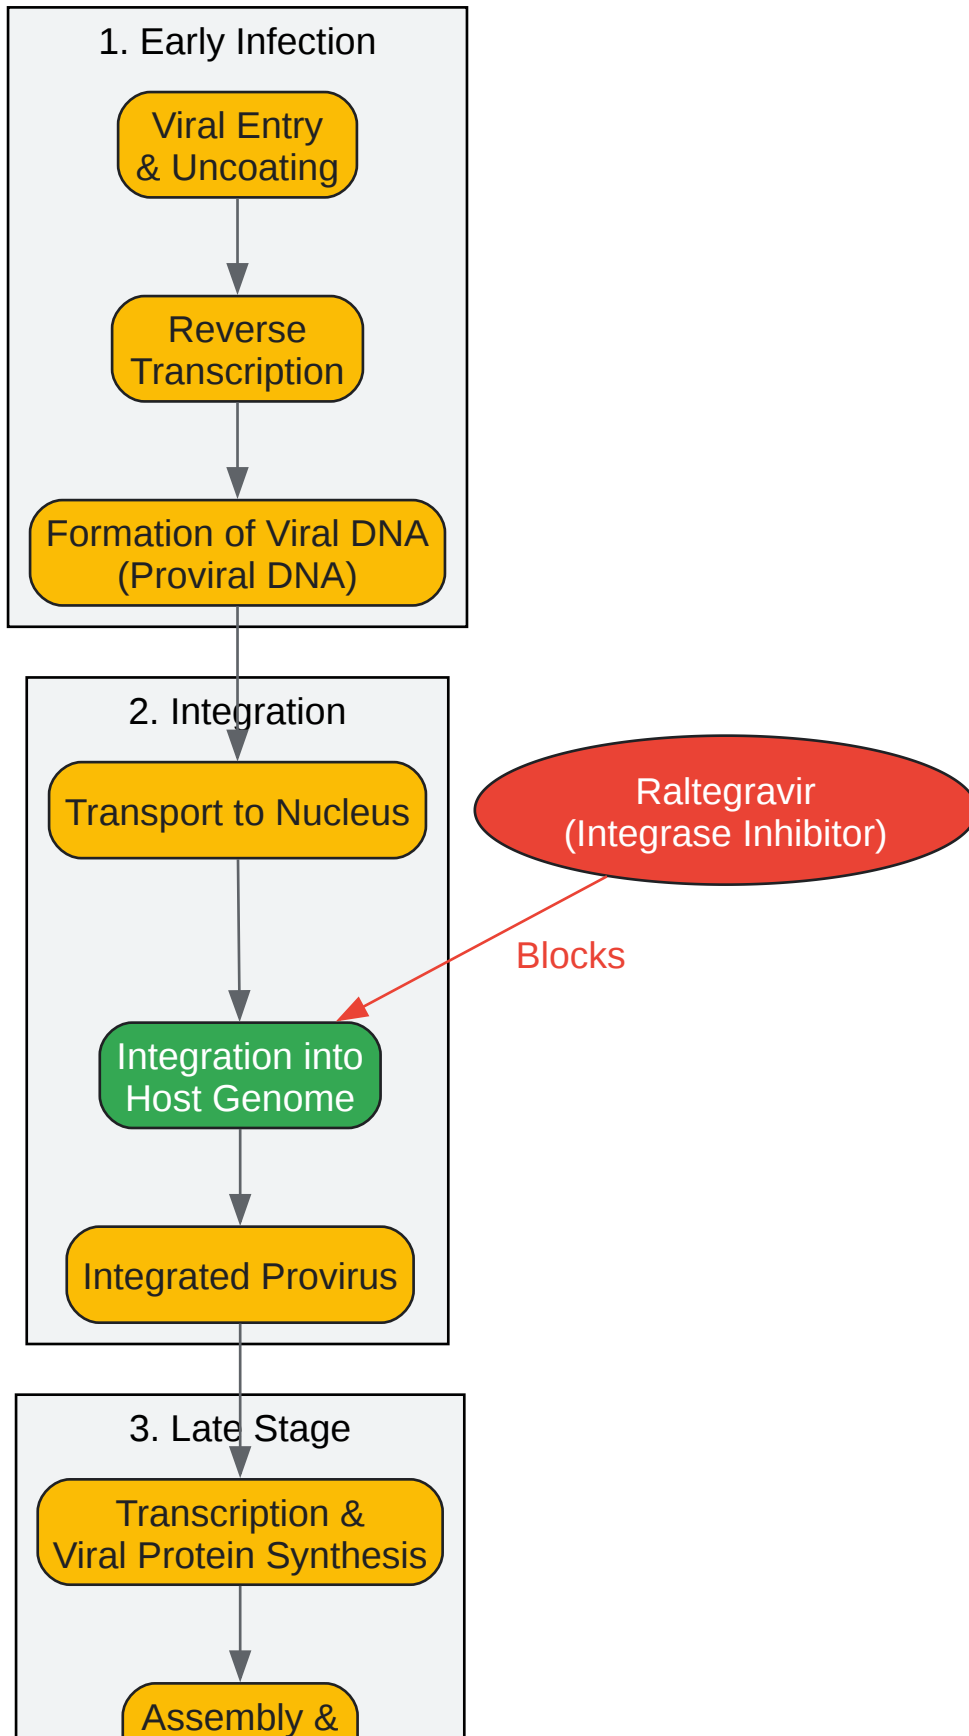 1. Early Infection
Viral Entry
& Uncoating
Reverse
Transcription
Formation of Viral DNA
(Proviral DNA)
2. Integration
Transport to Nucleus
Raltegravir
(Integrase Inhibitor)
Blocks
Integration into
Host Genome
Integrated Provirus
3. Late Stage
Transcription &
Viral Protein Synthesis
Assembly &